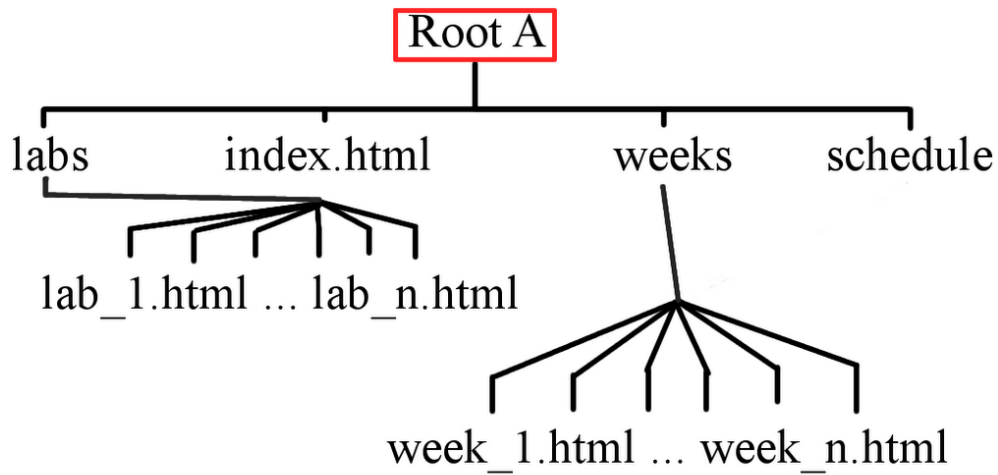 Root A
labs index.html weeks schedule
lab_1.html ... lab_n.html
week_1.html ... week_n.html